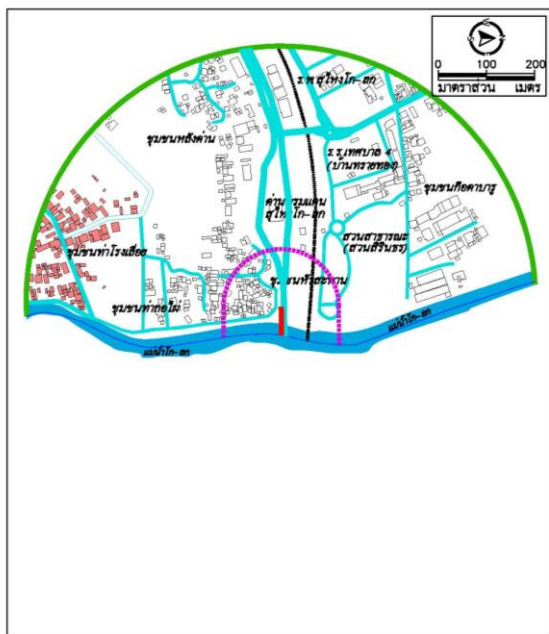 0 100 200
มาตราส่วน เมตร
ร.พ.สุไหงโก-ลก
ชุมชนหลังด่าน
ร.ร.เทศบาล 4
(บ้านทรายทอง)
ชุมชนกือดาบารู
ด่านพรมแดน
สุไหงโก-ลก
สวนสาธารณะ
(สวนสิรินธร)
ชุมชนท่าโรงเลื่อย
ชุมชนหัวสะพาน
ชุมชนท่ากอไผ่
แม่น้ำโก-ลก
แม่น้ำโก-ลก